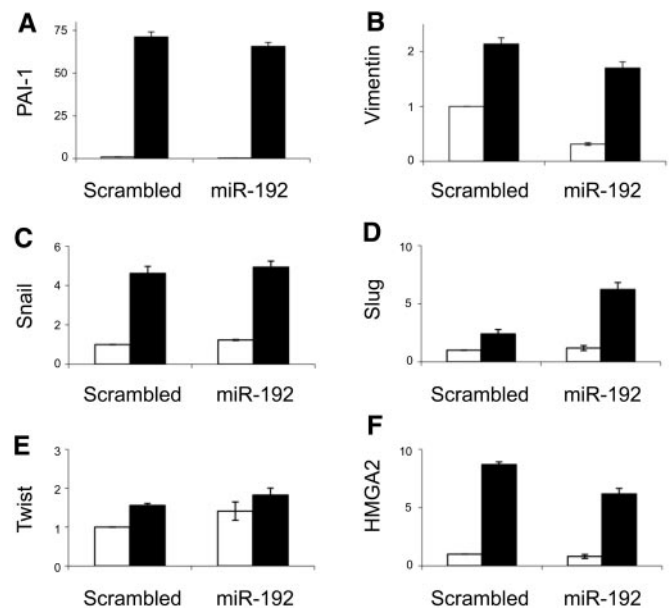 A
PAI-1
75
50
25
0
Scrambled miR-192
B
Vimentin
2
1
0
Scrambled miR-192
C
Snail
6
4
2
0
Scrambled miR-192
D
Slug
10
5
0
Scrambled miR-192
E
Twist
3
2
1
0
Scrambled miR-192
F
HMGA2
10
5
0
Scrambled miR-192